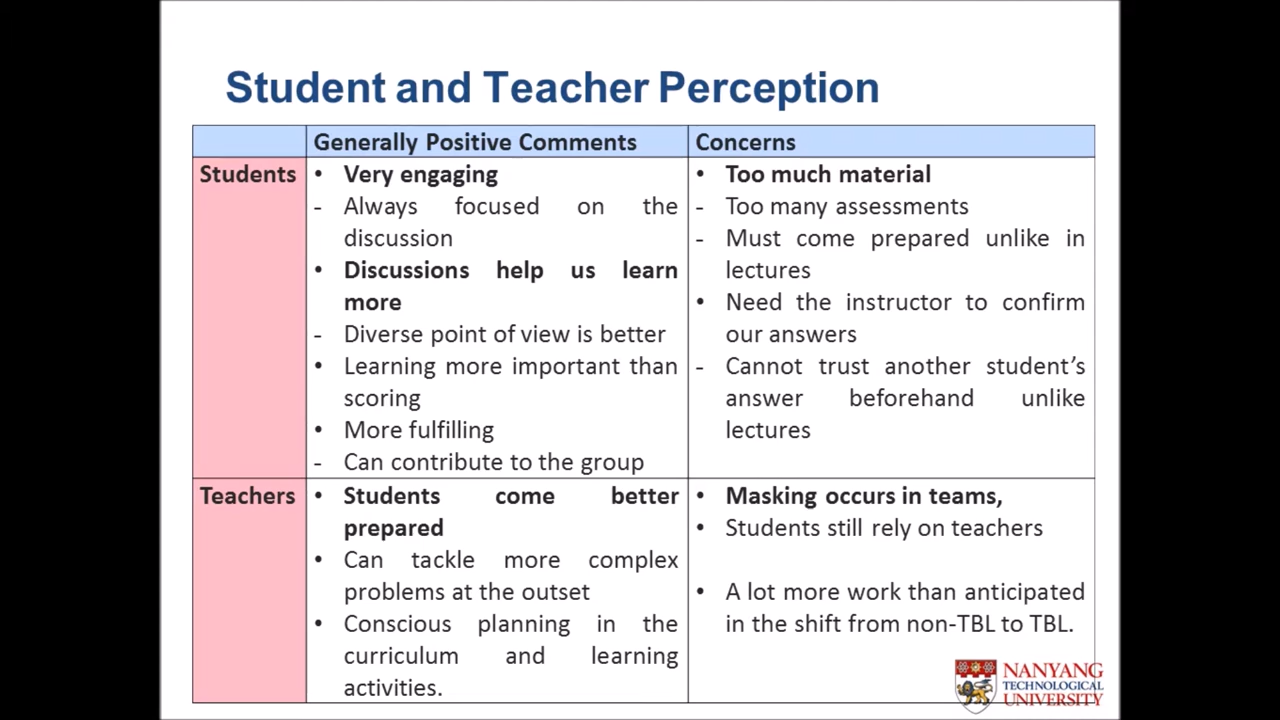 Student and Teacher Perception
Generally Positive Comments
Concerns
Students
• Very engaging
- Always focused on the
discussion
• Discussions help us learn
more
- Diverse point of view is better
• Learning more important than
scoring
• More fulfilling
- Can contribute to the group
• Too much material
- Too many assessments
- Must come prepared unlike in
lectures
• Need the instructor to confirm
our answers
- Cannot trust another student's
answer beforehand unlike
lectures
Teachers
• Students come better
prepared
• Can tackle more complex
problems at the outset
• Conscious planning in the
curriculum and learning
activities.
• Masking occurs in teams,
• Students still rely on teachers
• A lot more work than anticipated
in the shift from non-TBL to TBL.
NANYANG
TECHNOLOGICAL
UNIVERSITY